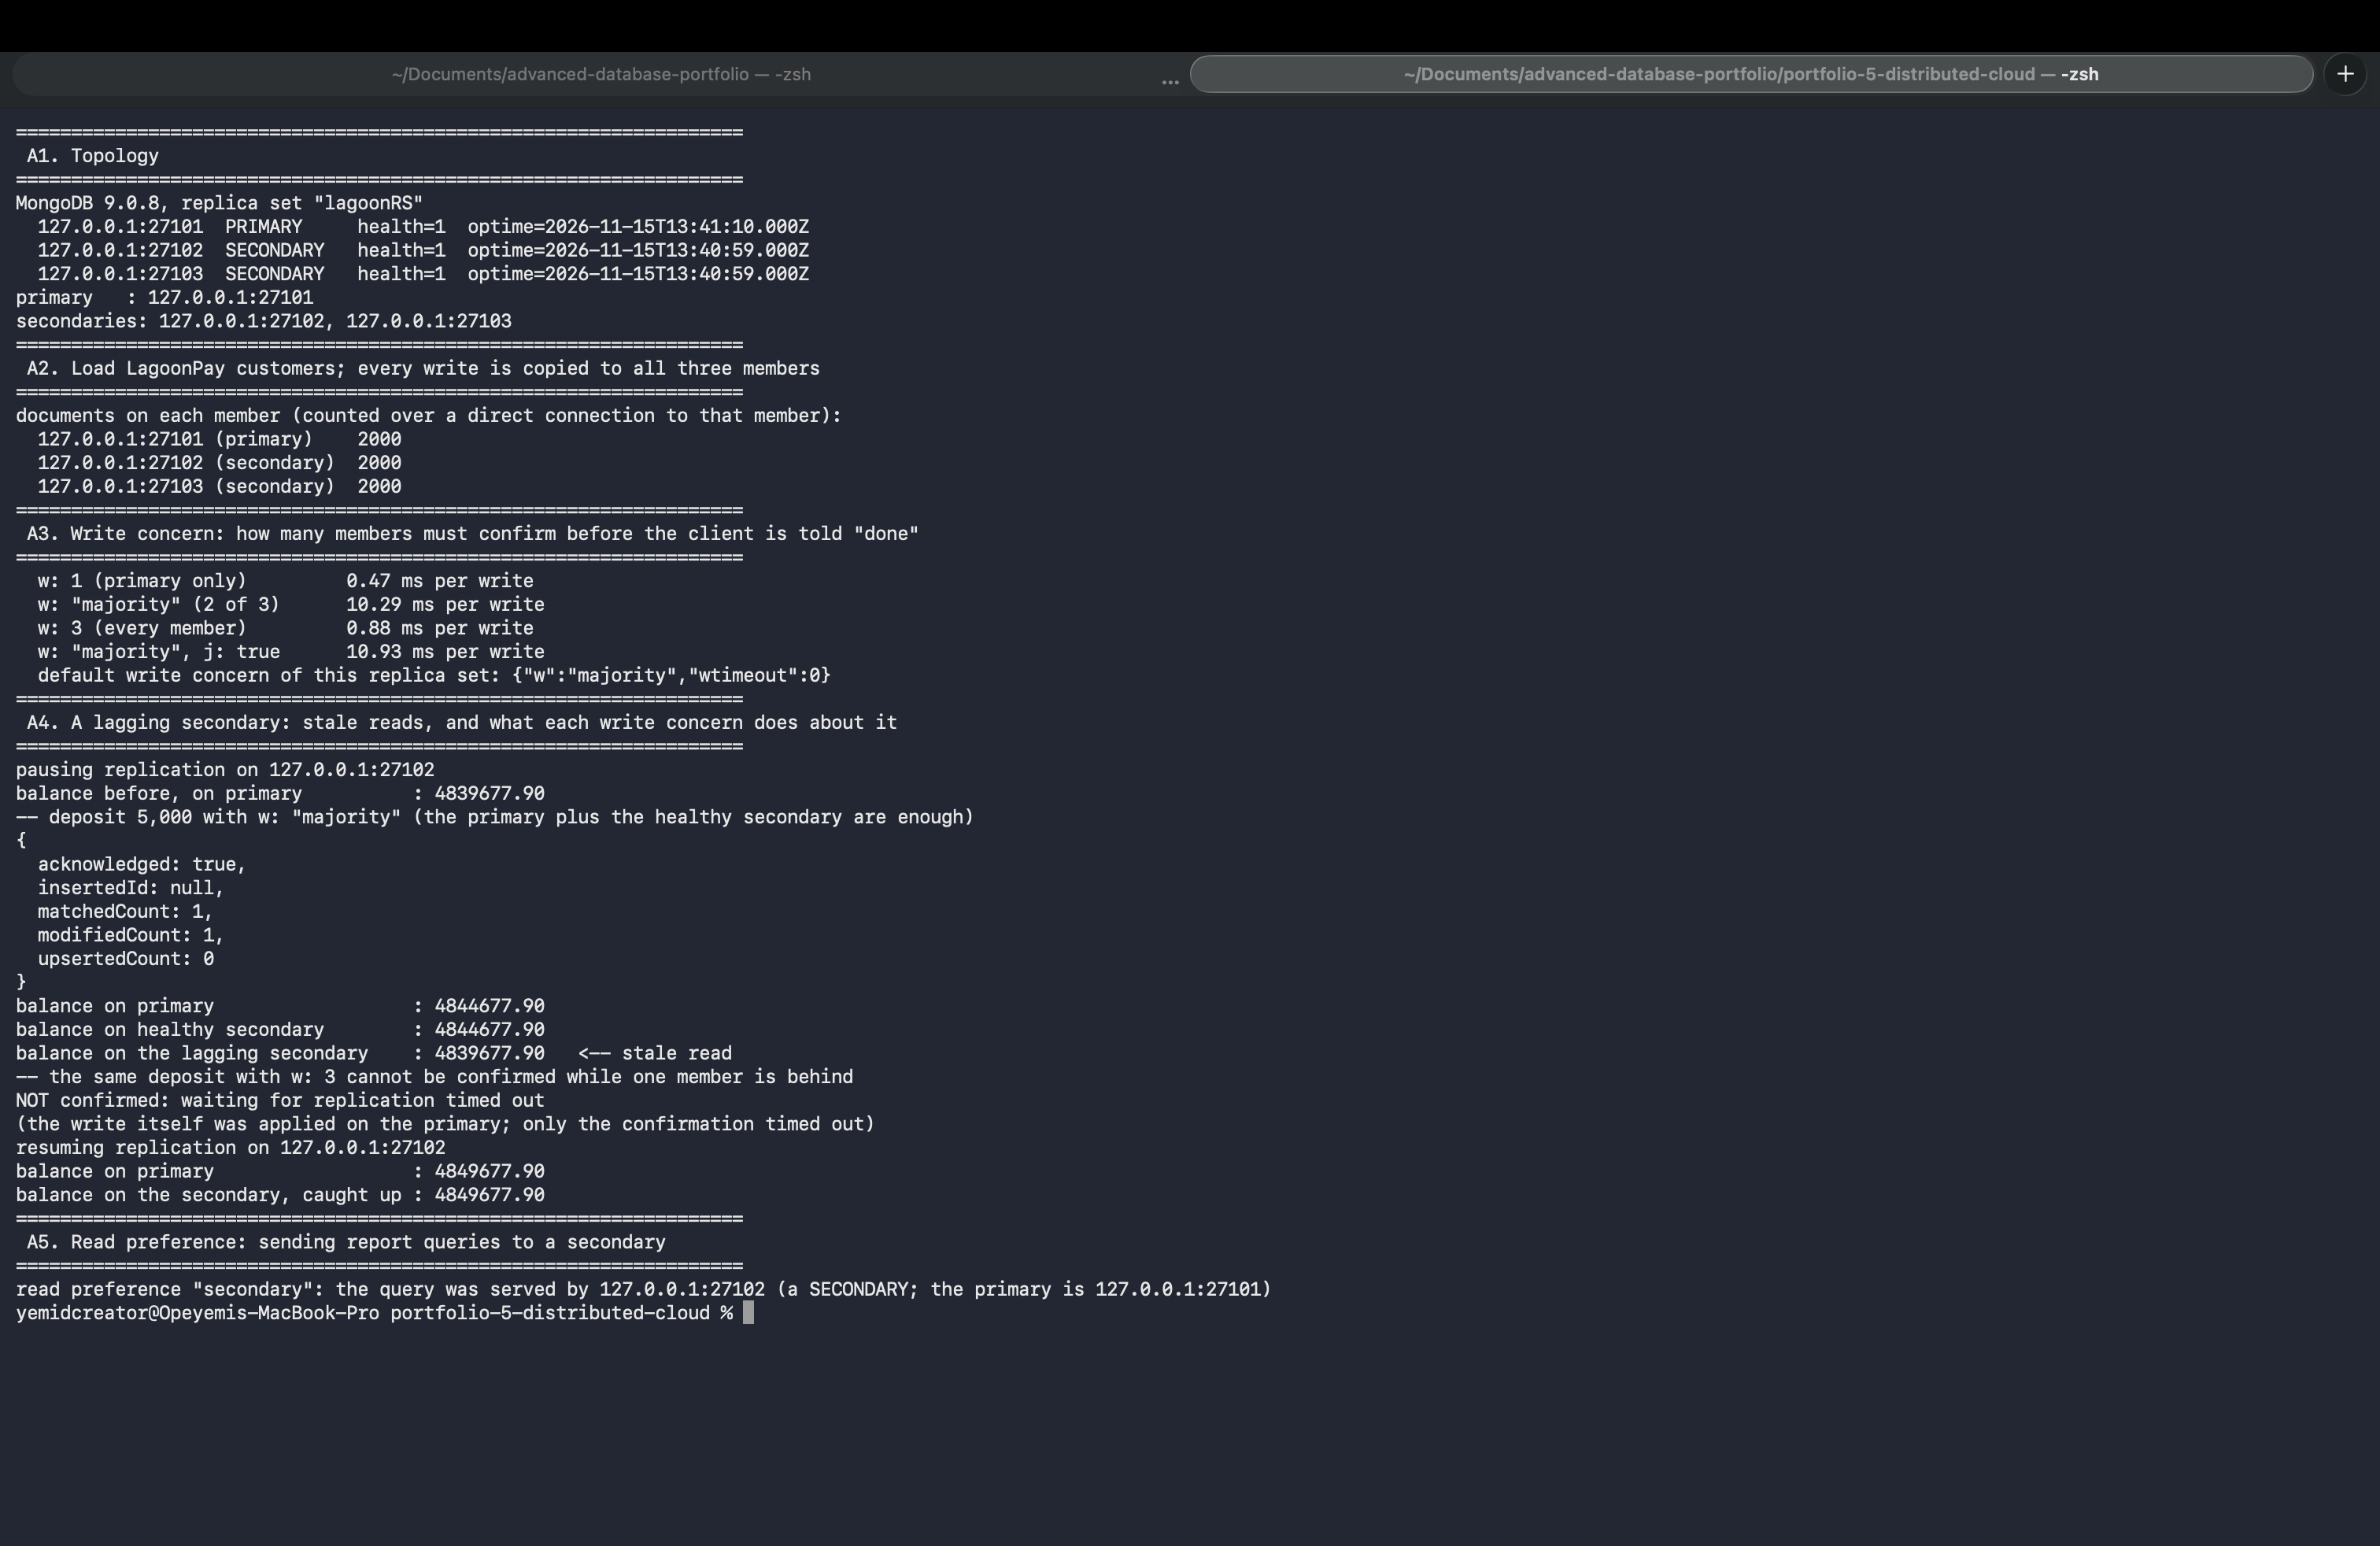 ~/Documents/advanced-database-portfolio — -zsh
... ~/Documents/advanced-database-portfolio/portfolio-5-distributed-cloud — -zsh +
==================================================================
 A1. Topology
==================================================================
MongoDB 9.0.8, replica set "lagoonRS"
  127.0.0.1:27101  PRIMARY     health=1  optime=2026-11-15T13:41:10.000Z
  127.0.0.1:27102  SECONDARY   health=1  optime=2026-11-15T13:40:59.000Z
  127.0.0.1:27103  SECONDARY   health=1  optime=2026-11-15T13:40:59.000Z
primary   : 127.0.0.1:27101
secondaries: 127.0.0.1:27102, 127.0.0.1:27103
==================================================================
 A2. Load LagoonPay customers; every write is copied to all three members
==================================================================
documents on each member (counted over a direct connection to that member):
  127.0.0.1:27101 (primary)    2000
  127.0.0.1:27102 (secondary)  2000
  127.0.0.1:27103 (secondary)  2000
==================================================================
 A3. Write concern: how many members must confirm before the client is told "done"
==================================================================
  w: 1 (primary only)         0.47 ms per write
  w: "majority" (2 of 3)      10.29 ms per write
  w: 3 (every member)         0.88 ms per write
  w: "majority", j: true      10.93 ms per write
  default write concern of this replica set: {"w":"majority","wtimeout":0}
==================================================================
 A4. A lagging secondary: stale reads, and what each write concern does about it
==================================================================
pausing replication on 127.0.0.1:27102
balance before, on primary          : 4839677.90
-- deposit 5,000 with w: "majority" (the primary plus the healthy secondary are enough)
{
  acknowledged: true,
  insertedId: null,
  matchedCount: 1,
  modifiedCount: 1,
  upsertedCount: 0
}
balance on primary                  : 4844677.90
balance on healthy secondary        : 4844677.90
balance on the lagging secondary    : 4839677.90   <-- stale read
-- the same deposit with w: 3 cannot be confirmed while one member is behind
NOT confirmed: waiting for replication timed out
(the write itself was applied on the primary; only the confirmation timed out)
resuming replication on 127.0.0.1:27102
balance on primary                  : 4849677.90
balance on the secondary, caught up : 4849677.90
==================================================================
 A5. Read preference: sending report queries to a secondary
==================================================================
read preference "secondary": the query was served by 127.0.0.1:27102 (a SECONDARY; the primary is 127.0.0.1:27101)
yemidcreator@Opeyemis-MacBook-Pro portfolio-5-distributed-cloud %